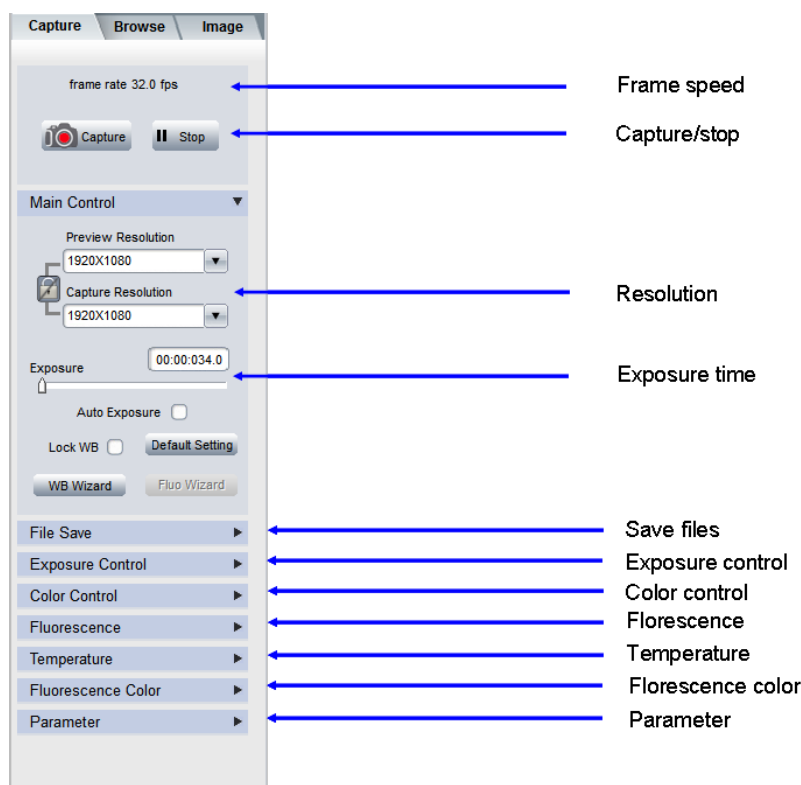 Capture Browse Image
frame rate 32.0 fps
Frame speed
Capture Stop
Capture/stop
Main Control
Preview Resolution
1920X1080
Capture Resolution
Resolution
1920X1080
00:00:034.0
Exposure
Exposure time
Auto Exposure
Lock WB Default Setting
WB Wizard Fluo Wizard
File Save
Save files
Exposure Control
Exposure control
Color Control
Color control
Fluorescence
Florescence
Temperature
Temperature
Fluorescence Color
Florescence color
Parameter
Parameter